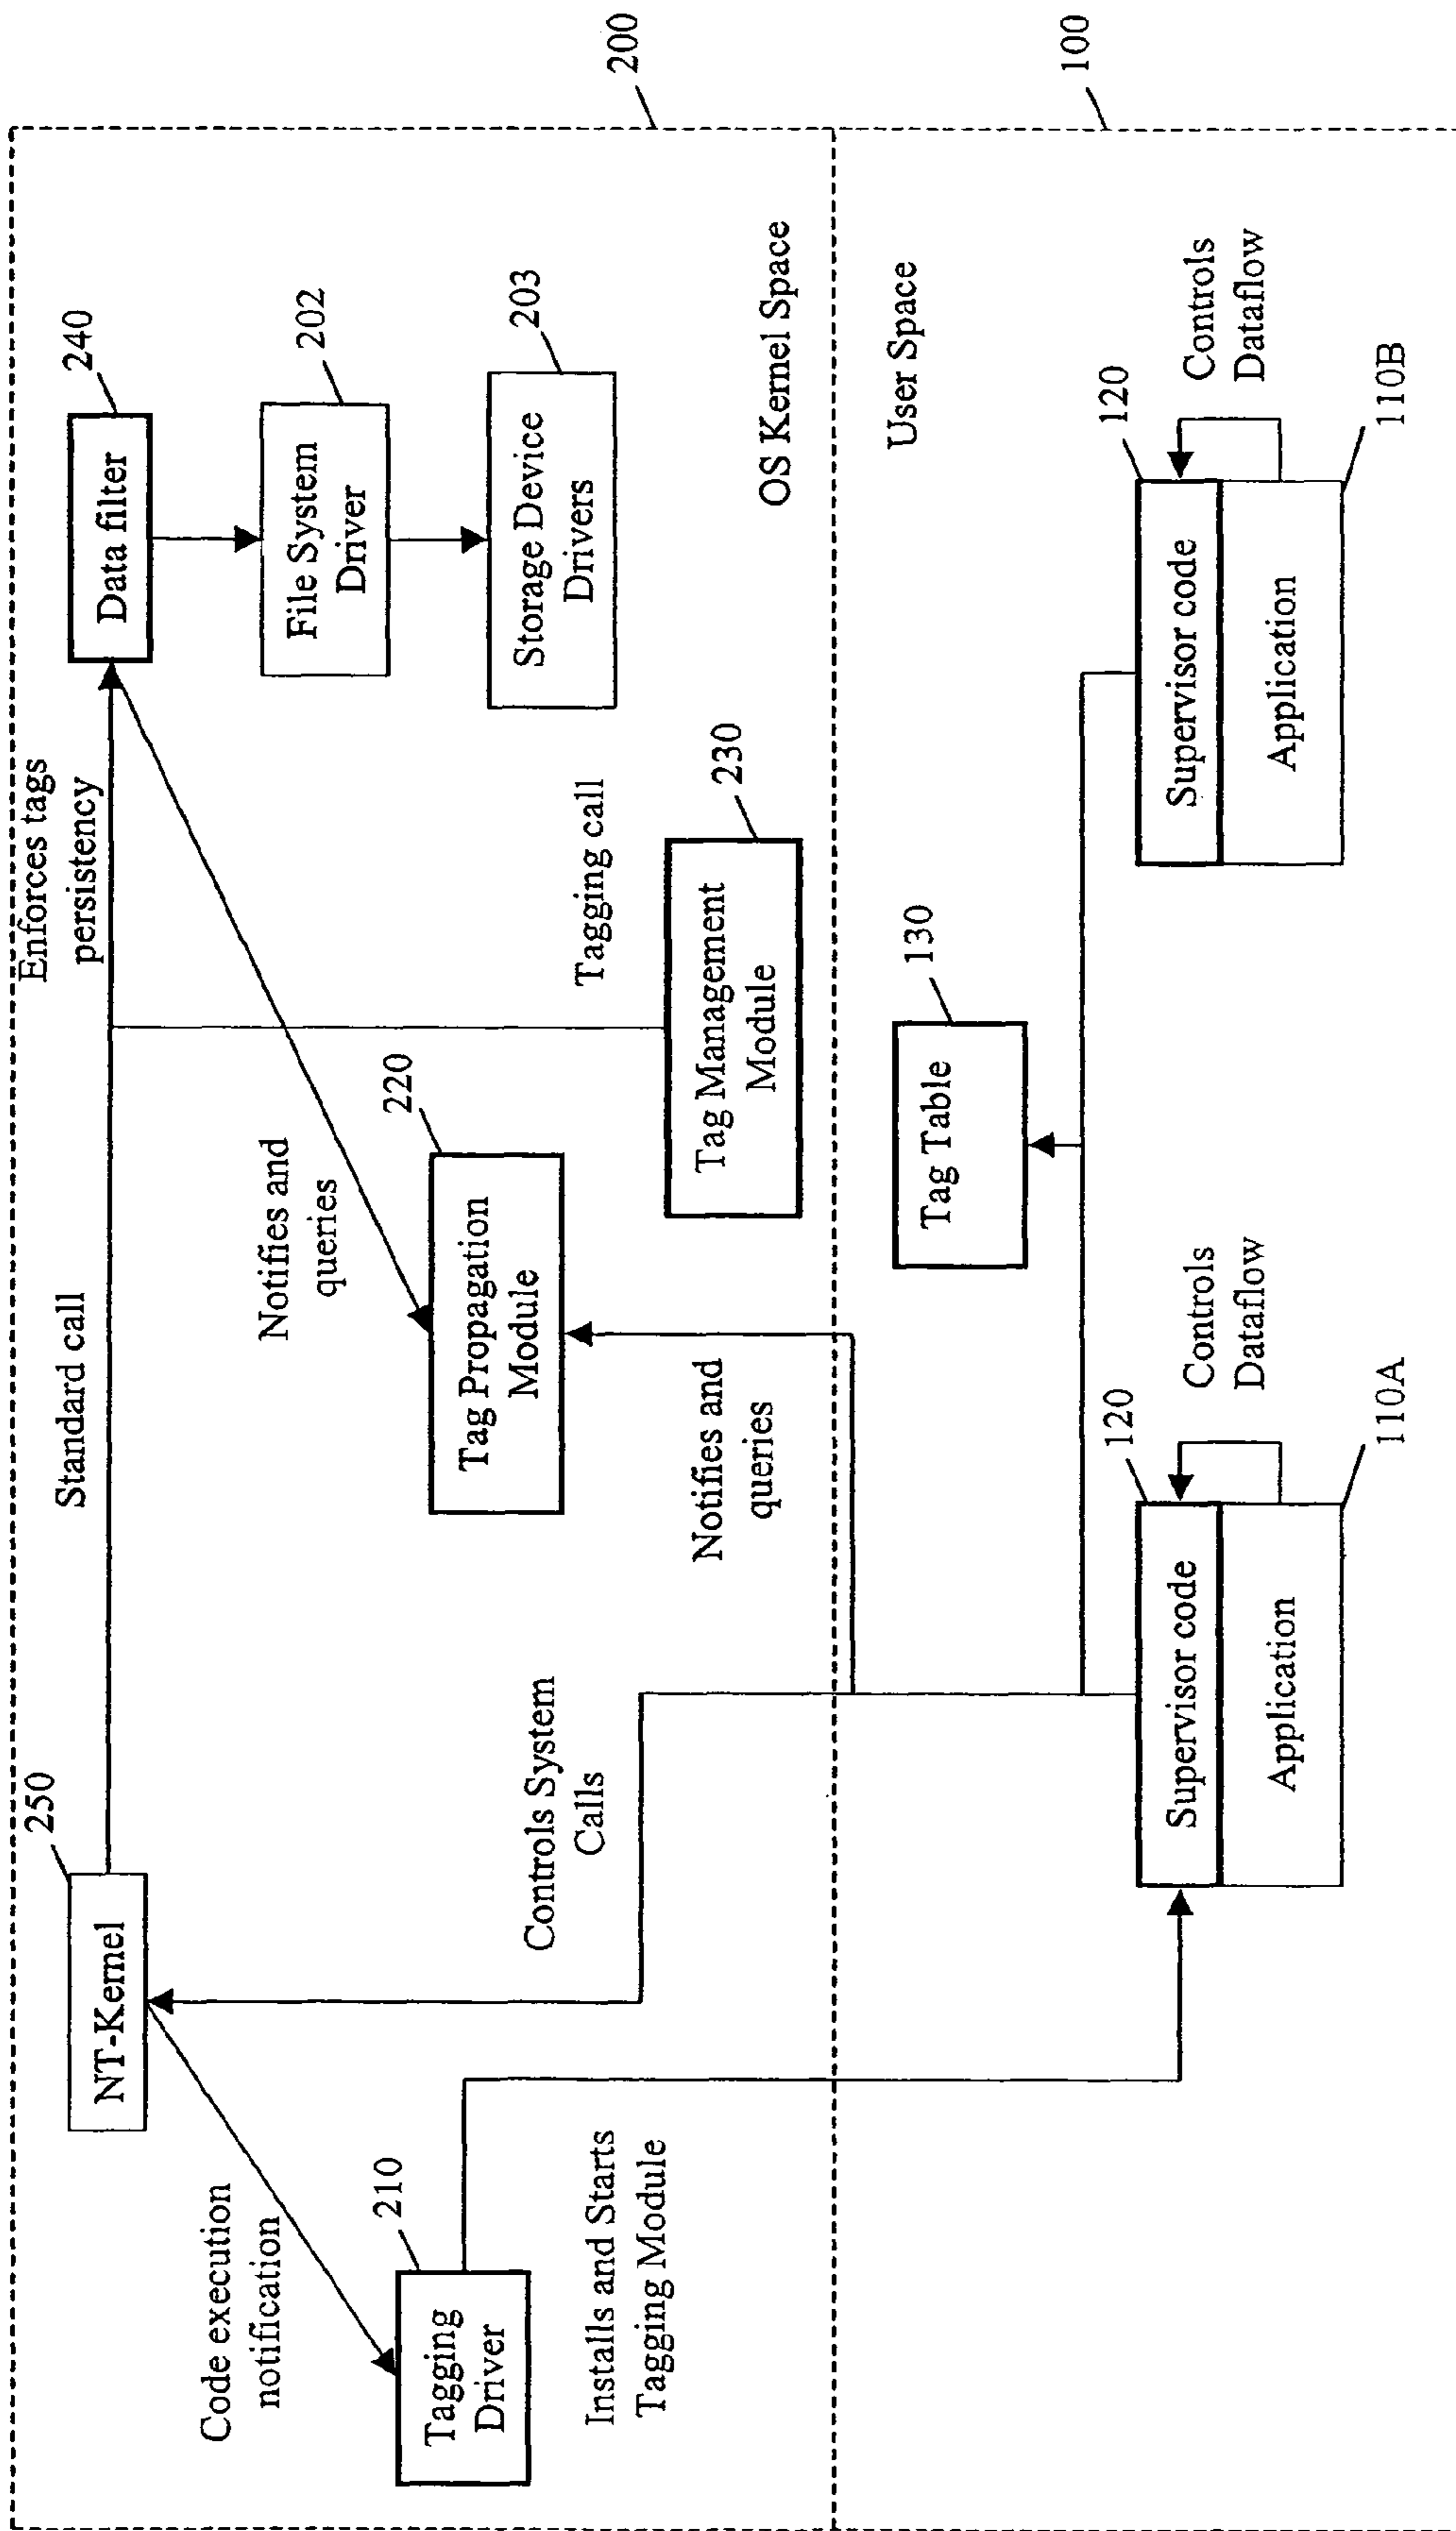 Enforces tags
persistency
Standard call
250
NT-Kernel
240
Data filter
202
File System
Driver
203
Storage Device
Drivers
200
Code execution
notification
210
Tagging
Driver
Installs and Starts
Tagging Module
Controls System
Calls
Notifies and
queries
220
Tag Propagation
Module
Notifies and
queries
Tagging call
230
Tag Management
Module
OS Kernel Space
User Space
100
130
Tag Table
120
Supervisor code
Application
Controls
Dataflow
110A
120
Supervisor code
Application
Controls
Dataflow
110B